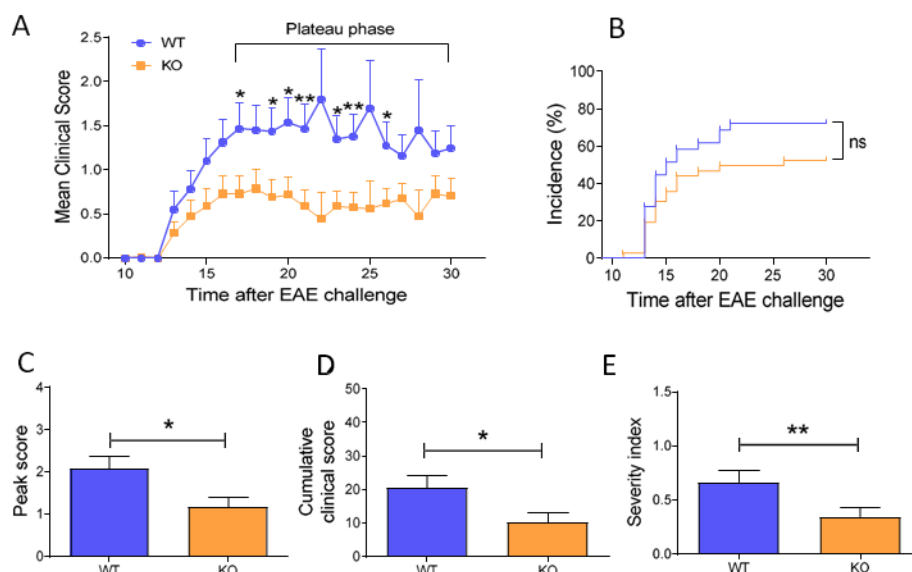 A
WT
KO
Plateau phase
Mean Clinical Score
2.5
2.0
1.5
1.0
0.5
0.0
* * * ** * ** *
10 15 20 25 30
Time after EAE challenge
B
Incidence (%)
100
80
60
40
20
0
ns
10 15 20 25 30
Time after EAE challenge
C
Peak score
4
3
2
1
0
*
WT KO
D
Cumulative
clinical score
50
40
30
20
10
0
*
WT KO
E
Severity index
1.5
1.0
0.5
0.0
**
WT KO